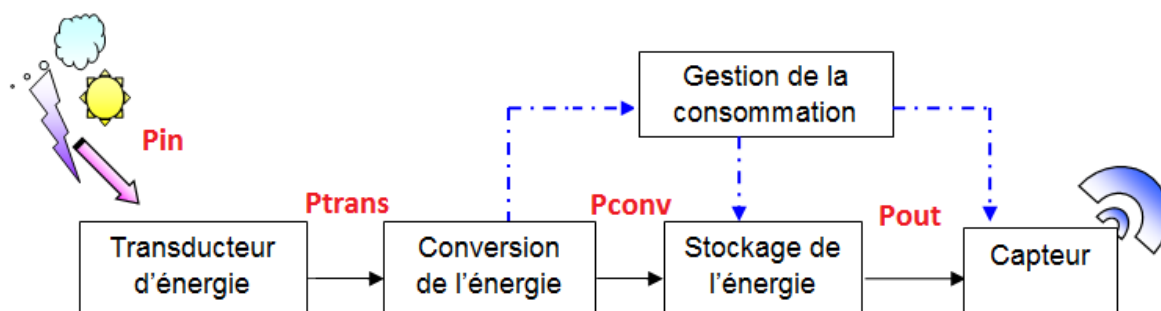 Gestion de la
consommation
Pin
Ptrans
Pconv
Pout
Transducteur
d'énergie
Conversion
de l'énergie
Stockage de
l'énergie
Capteur